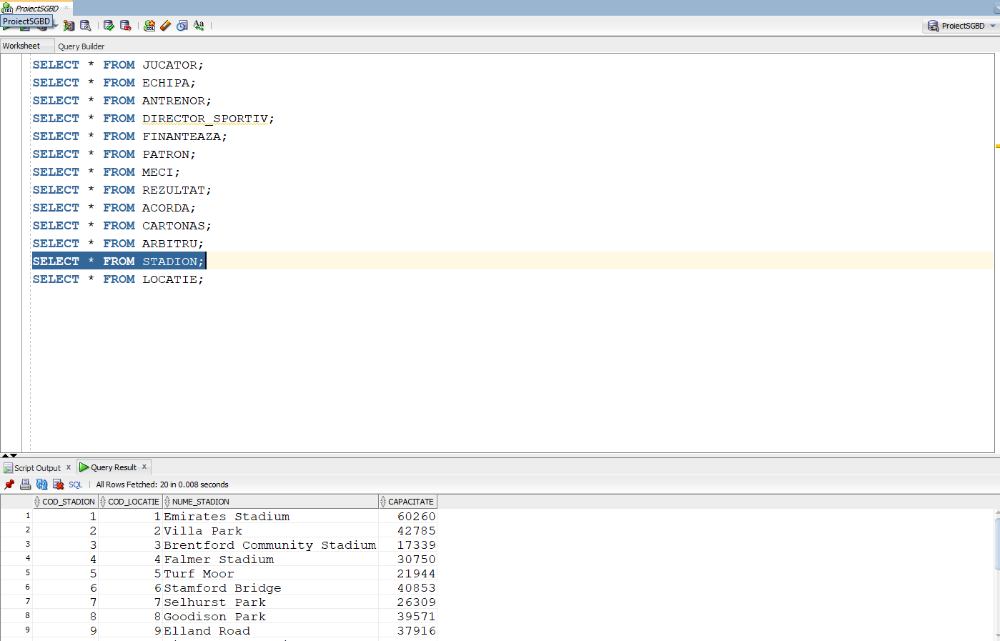 ProiectSGBD
ProiectSGBD
SQL Aa ProiectSGBD
Worksheet Query Builder
SELECT * FROM JUCATOR;
SELECT * FROM ECHIPA;
SELECT * FROM ANTRENOR;
SELECT * FROM DIRECTOR_SPORTIV;
SELECT * FROM FINANTEAZA;
SELECT * FROM PATRON;
SELECT * FROM MECI;
SELECT * FROM REZULTAT;
SELECT * FROM ACORDA;
SELECT * FROM CARTONAS;
SELECT * FROM ARBITRU;
SELECT * FROM STADION;
SELECT * FROM LOCATIE;
Script Output x Query Result x
SQL | All Rows Fetched: 20 in 0.008 seconds
COD_STADION COD_LOCATIE NUME_STADION CAPACITATE
1 1 1 Emirates Stadium 60260
2 2 2 Villa Park 42785
3 3 3 Brentford Community Stadium 17339
4 4 4 Falmer Stadium 30750
5 5 5 Turf Moor 21944
6 6 6 Stamford Bridge 40853
7 7 7 Selhurst Park 26309
8 8 8 Goodison Park 39571
9 9 9 Elland Road 37916